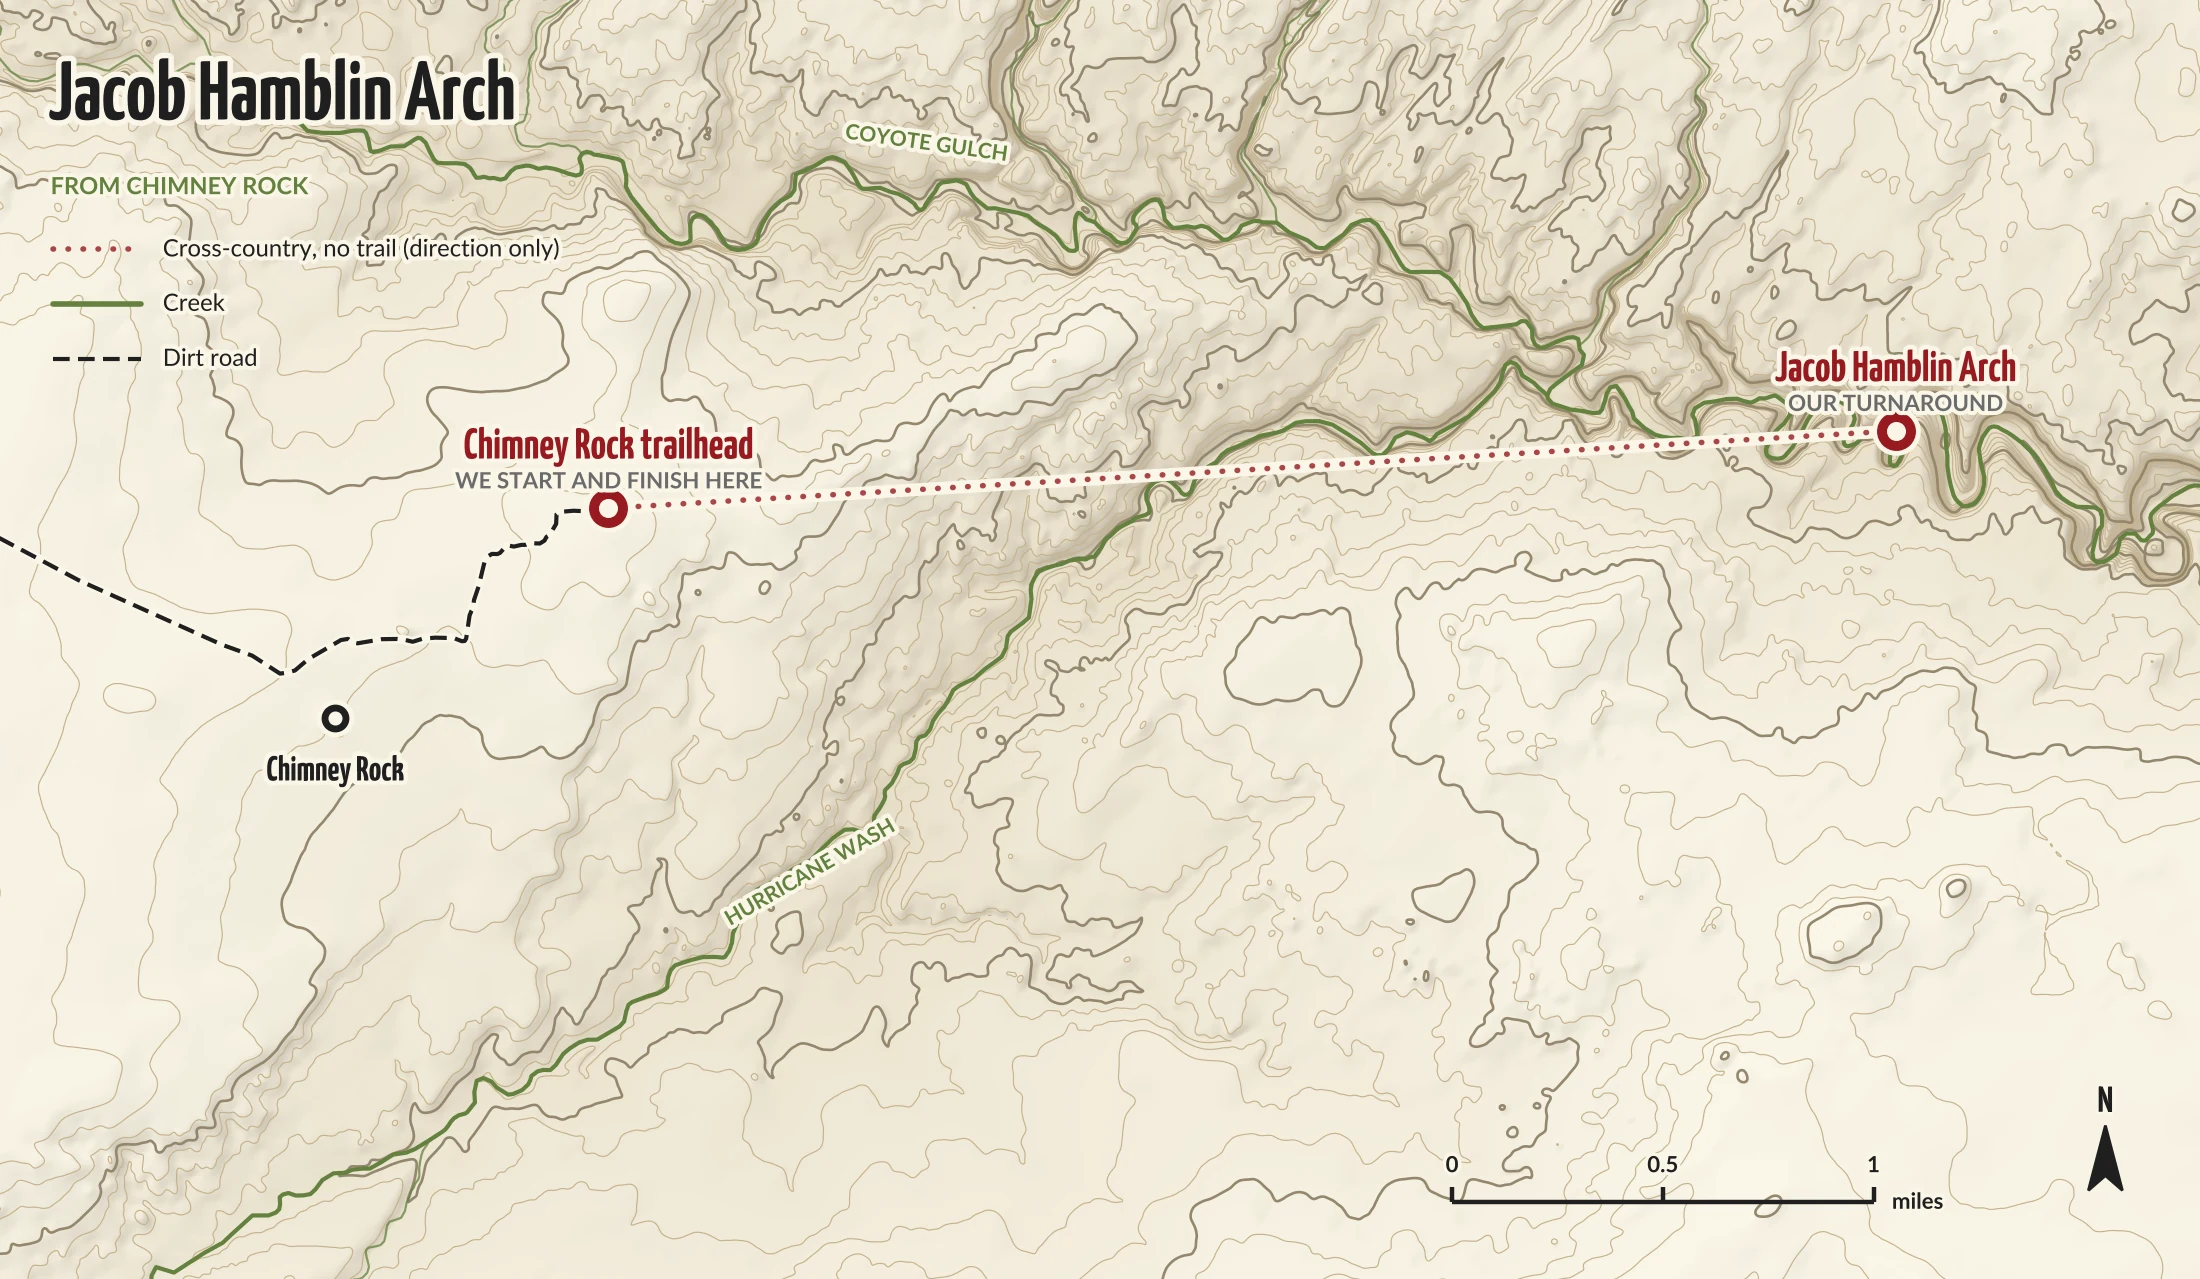 Jacob Hamblin Arch
FROM CHIMNEY ROCK
Cross-country, no trail (direction only)
Creek
Dirt road
COYOTE GULCH
Jacob Hamblin Arch
OUR TURNAROUND
Chimney Rock trailhead
WE START AND FINISH HERE
Chimney Rock
HURRICANE WASH
N
0 0.5 1
miles